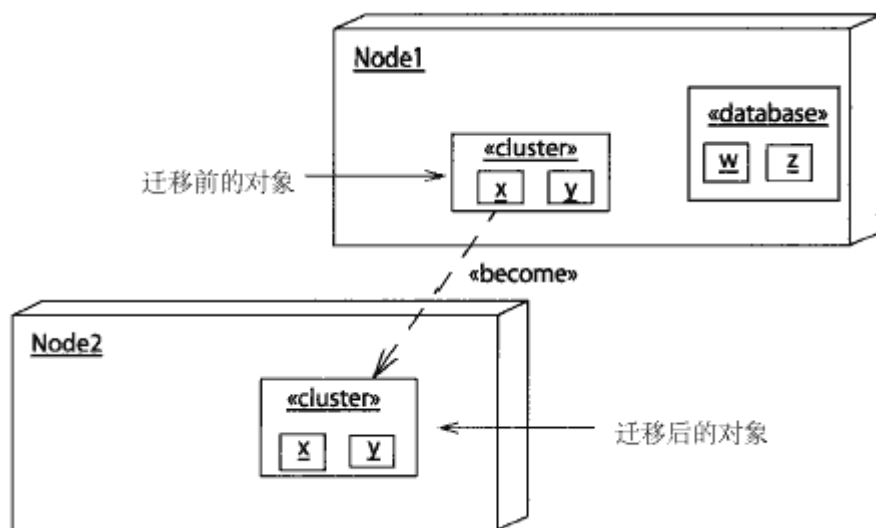 Node1
«database»
w z
«cluster»
x y
迁移前的对象
«become»
Node2
«cluster»
x y
迁移后的对象